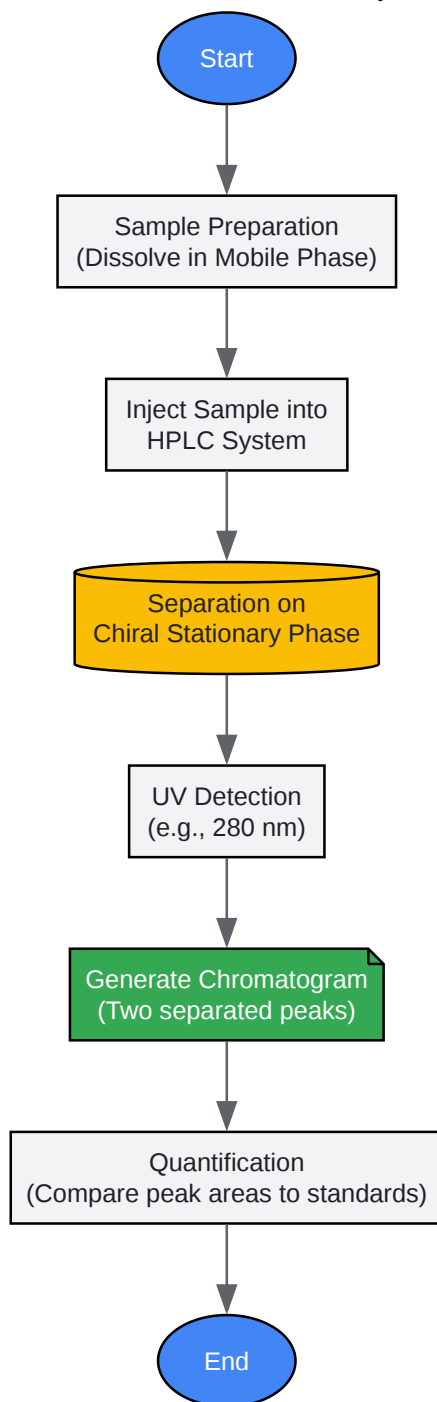 Start
Sample Preparation
(Dissolve in Mobile Phase)
Inject Sample into
HPLC System
Separation on
Chiral Stationary Phase
UV Detection
(e.g., 280 nm)
Generate Chromatogram
(Two separated peaks)
Quantification
(Compare peak areas to standards)
End